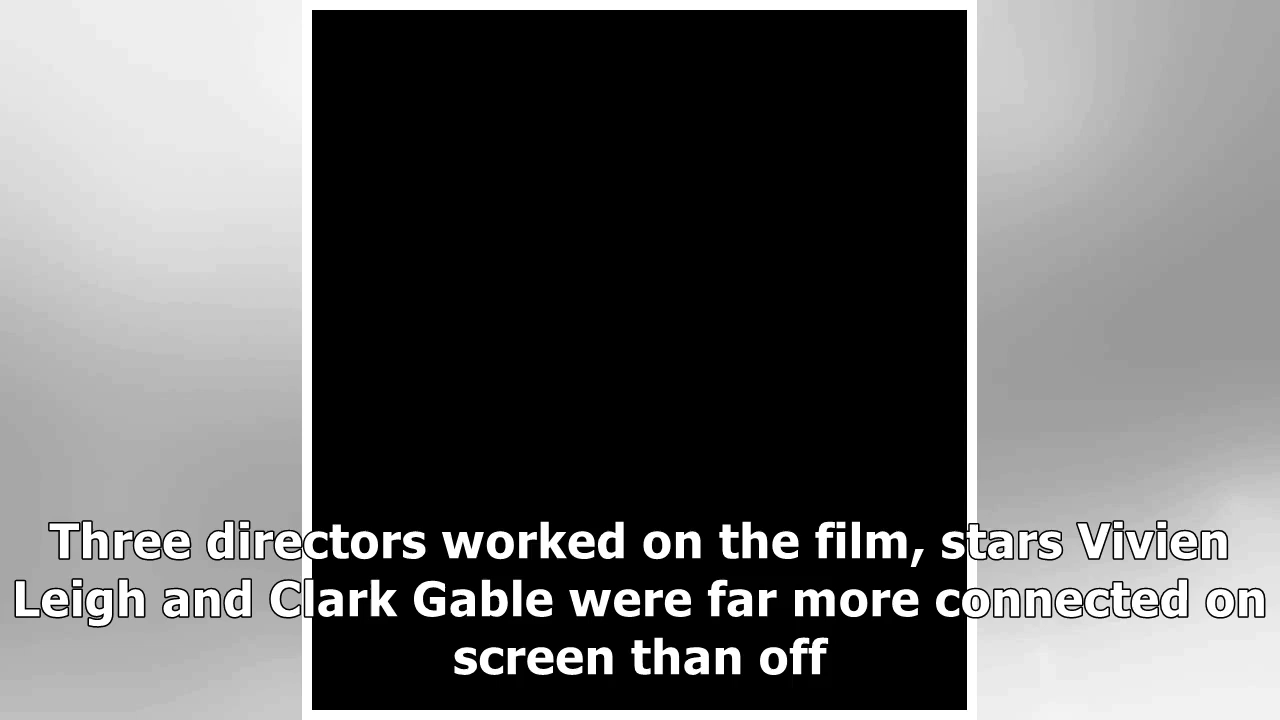 Three directors worked on the film, stars Vivien
Leigh and Clark Gable were far more connected on
screen than off